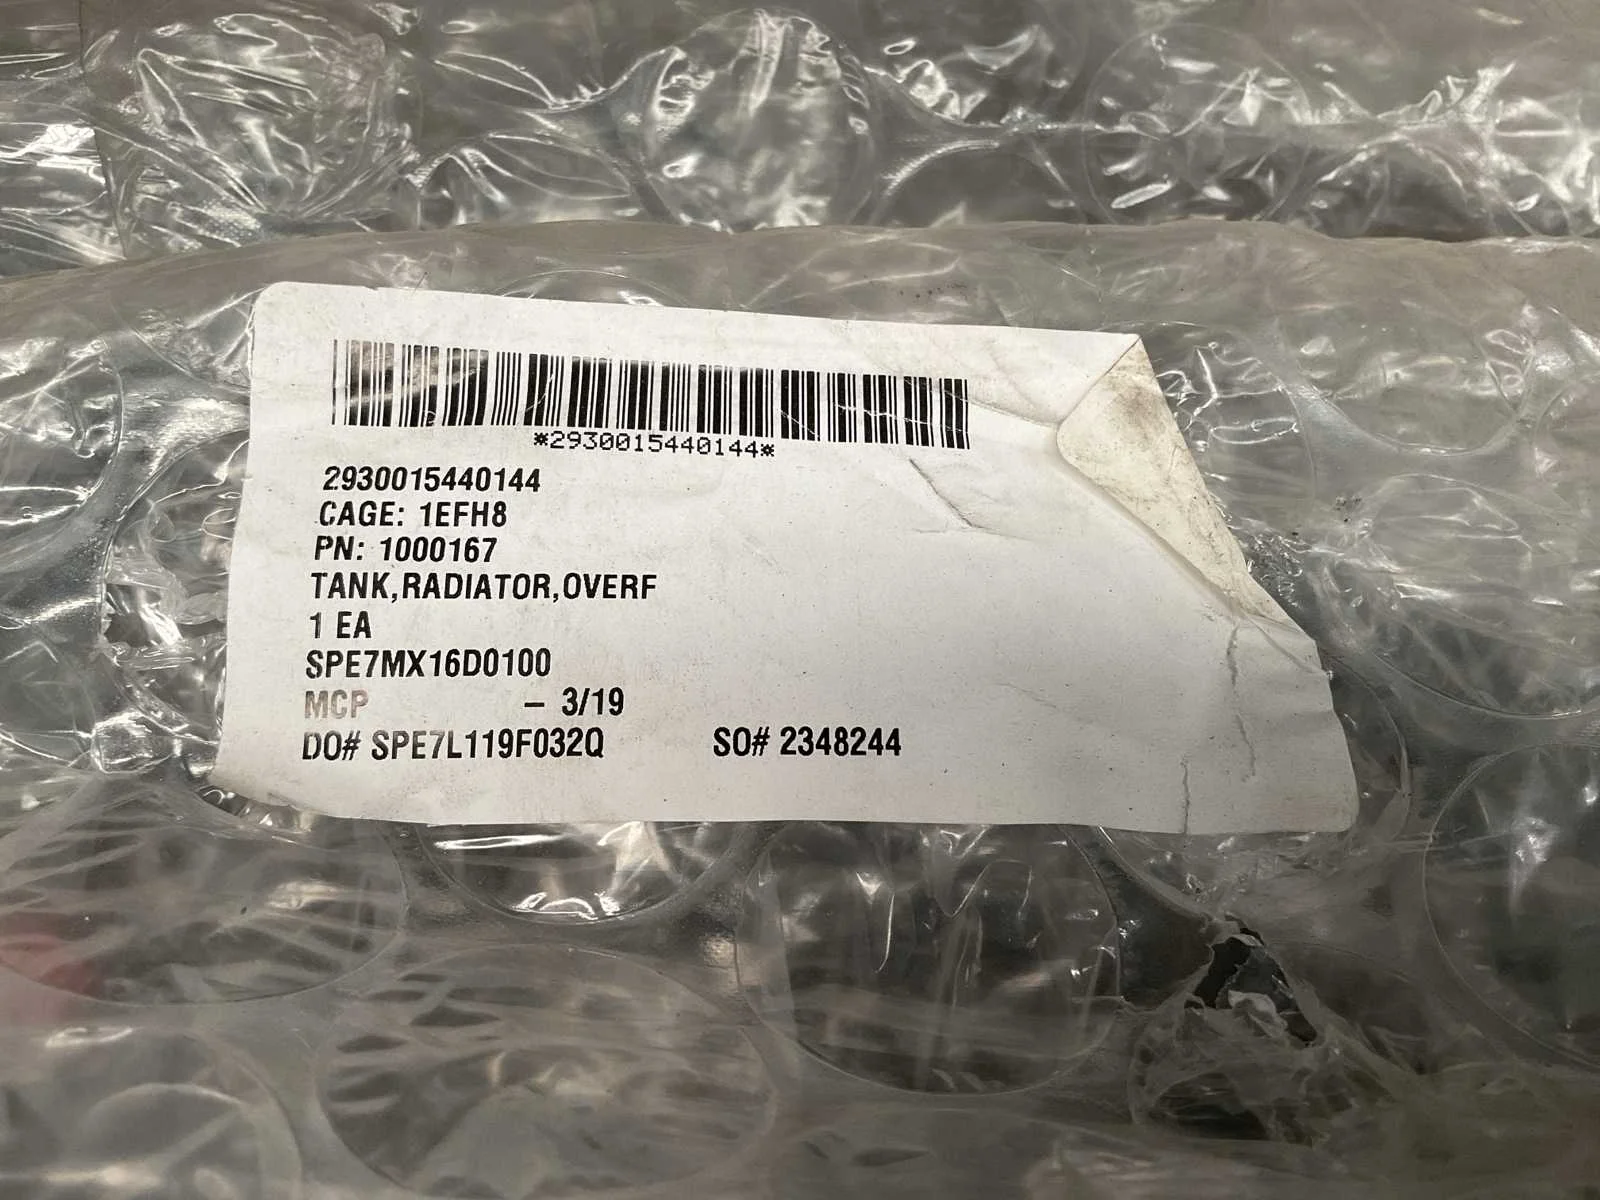 *2930015440144*
2930015440144
CAGE: 1EFH8
PN: 1000167
TANK,RADIATOR,OVERF
1 EA
SPE7MX16D0100
MCP – 3/19
DO# SPE7L119F032Q SO# 2348244